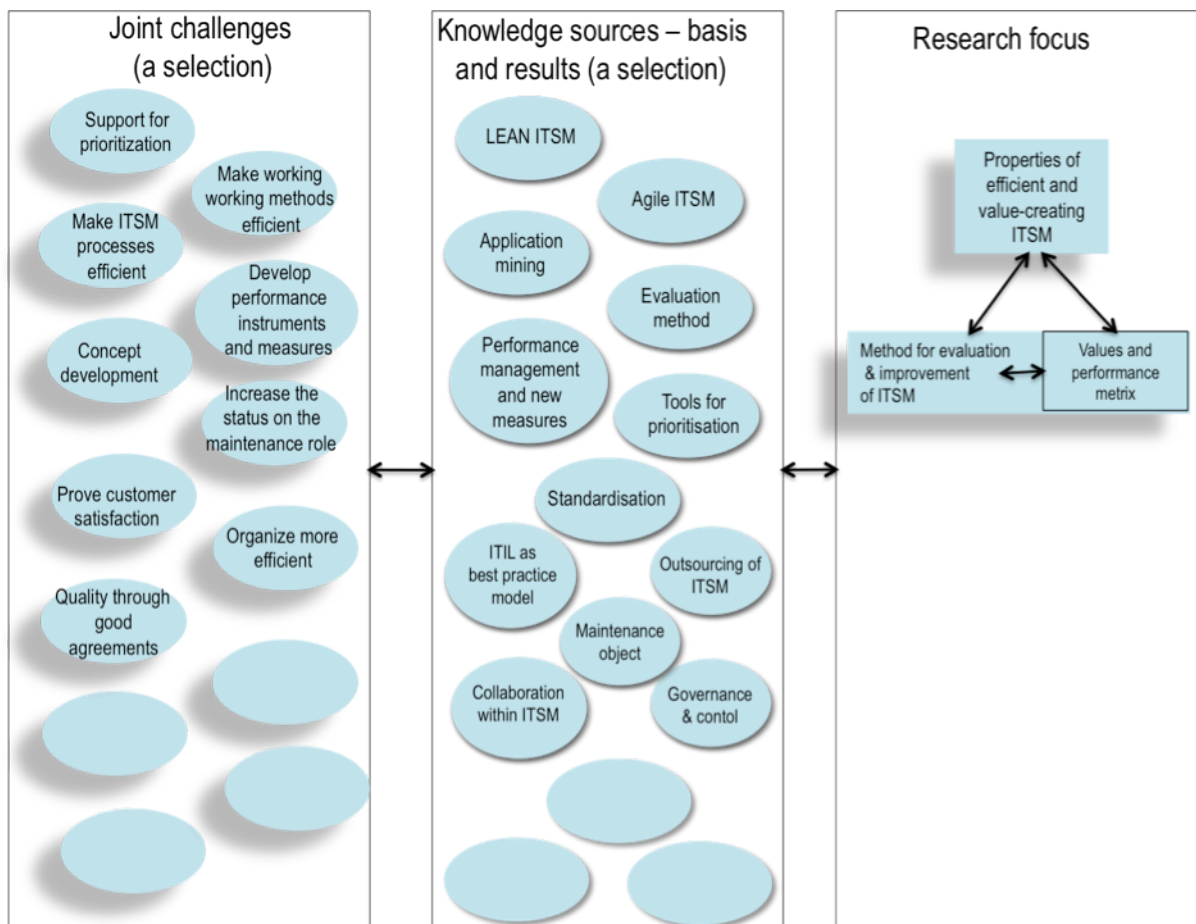 Joint challenges
(a selection)
Support for
prioritization
Make working
working methods
efficient
Make ITSM
processes
efficient
Develop
performance
instruments
and measures
Concept
development
Increase the
status on the
maintenance role
Prove customer
satisfaction
Organize more
efficient
Quality through
good
agreements
Knowledge sources – basis
and results (a selection)
LEAN ITSM
Agile ITSM
Application
mining
Evaluation
method
Performance
management
and new
measures
Tools for
prioritisation
Standardisation
ITIL as
best practice
model
Outsourcing of
ITSM
Maintenance
object
Collaboration
within ITSM
Governance
& contol
Research focus
Properties of
efficient and
value-creating
ITSM
Method for evaluation
& improvement
of ITSM
Values and
perforrmance
metrix